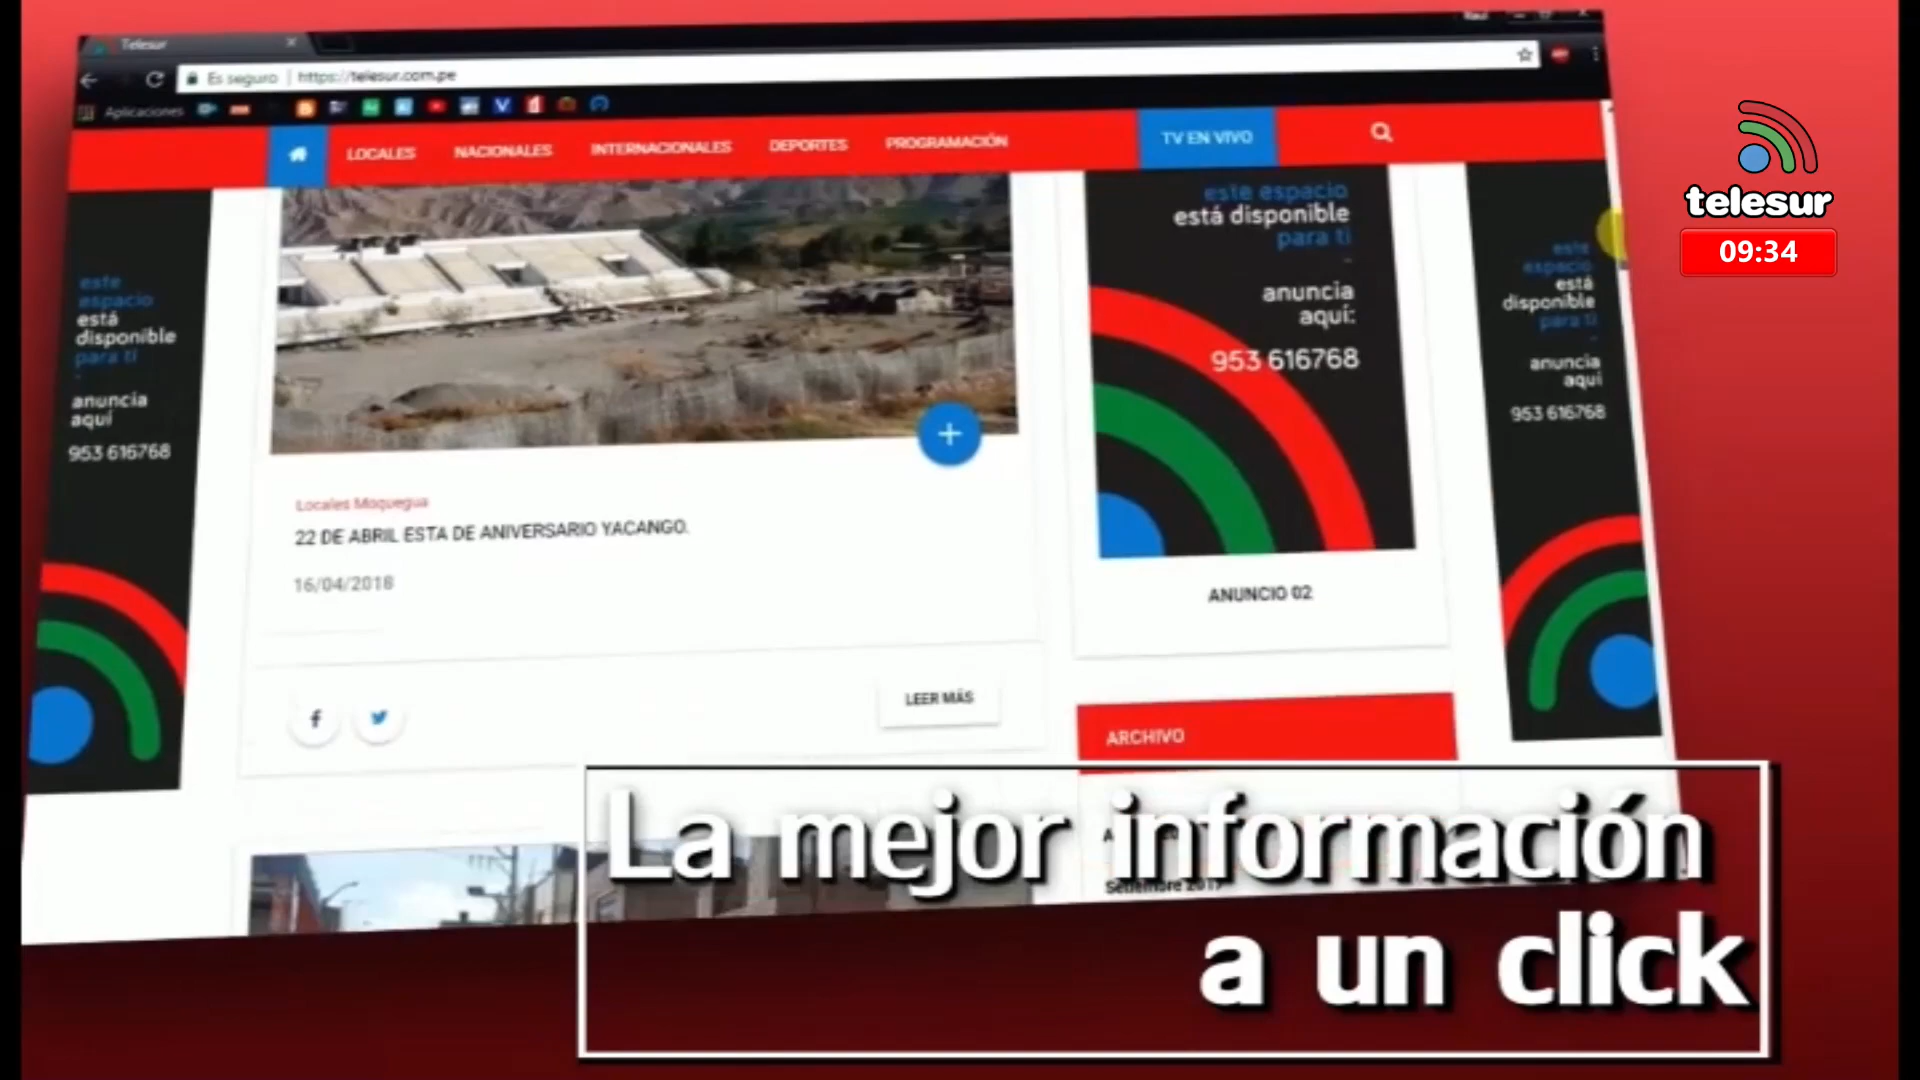 Telesur
Es seguro | https://telesur.com.pe
Aplicaciones
LOCALES NACIONALES INTERNACIONALES DEPORTES PROGRAMACIÓN TV EN VIVO
telesur
09:34
este
espacio
está
disponible
para ti
anuncia
aquí
953 616768
este espacio
está disponible
para ti
anuncia
aquí:
953 616768
este
espacio
está
disponible
para ti
anuncia
aquí
953 616768
Locales Moquegua
22 DE ABRIL ESTA DE ANIVERSARIO YACANGO.
16/04/2018
LEER MÁS
ANUNCIO 02
ARCHIVO
La mejor información
a un click